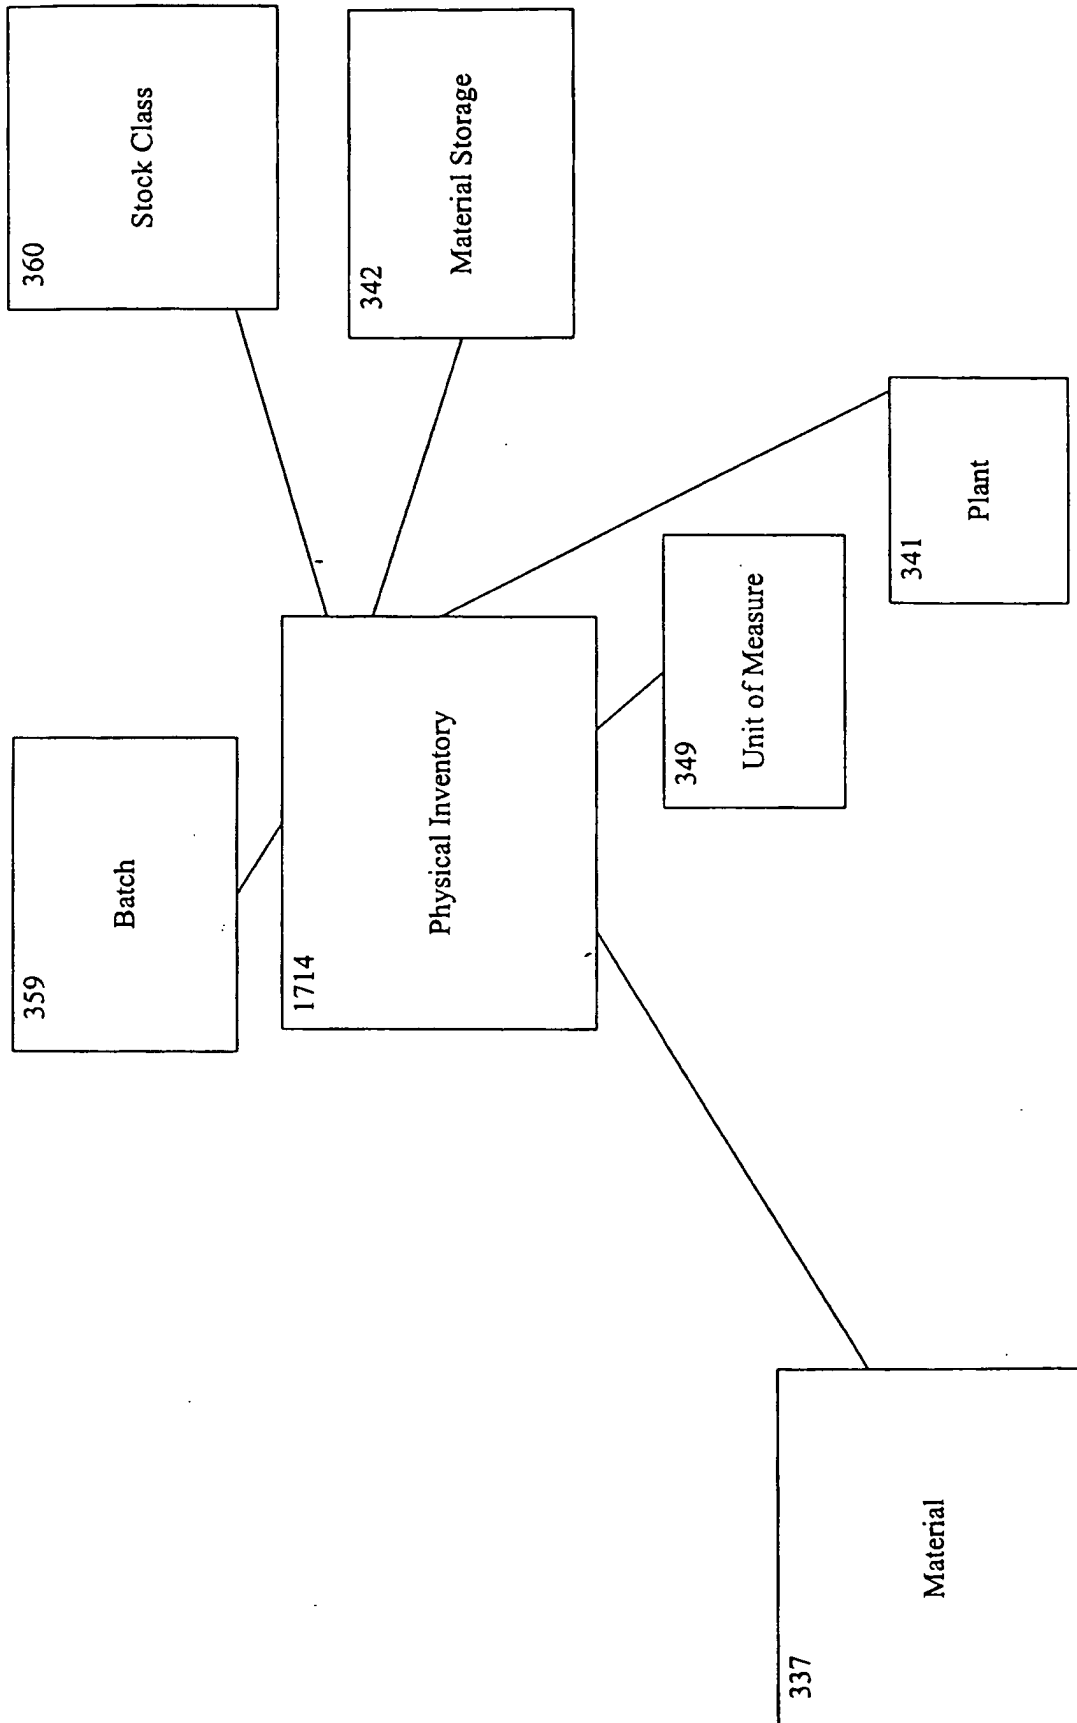 359
Batch
360
Stock Class
1714
Physical Inventory
342
Material Storage
349
Unit of Measure
337
Material
341
Plant